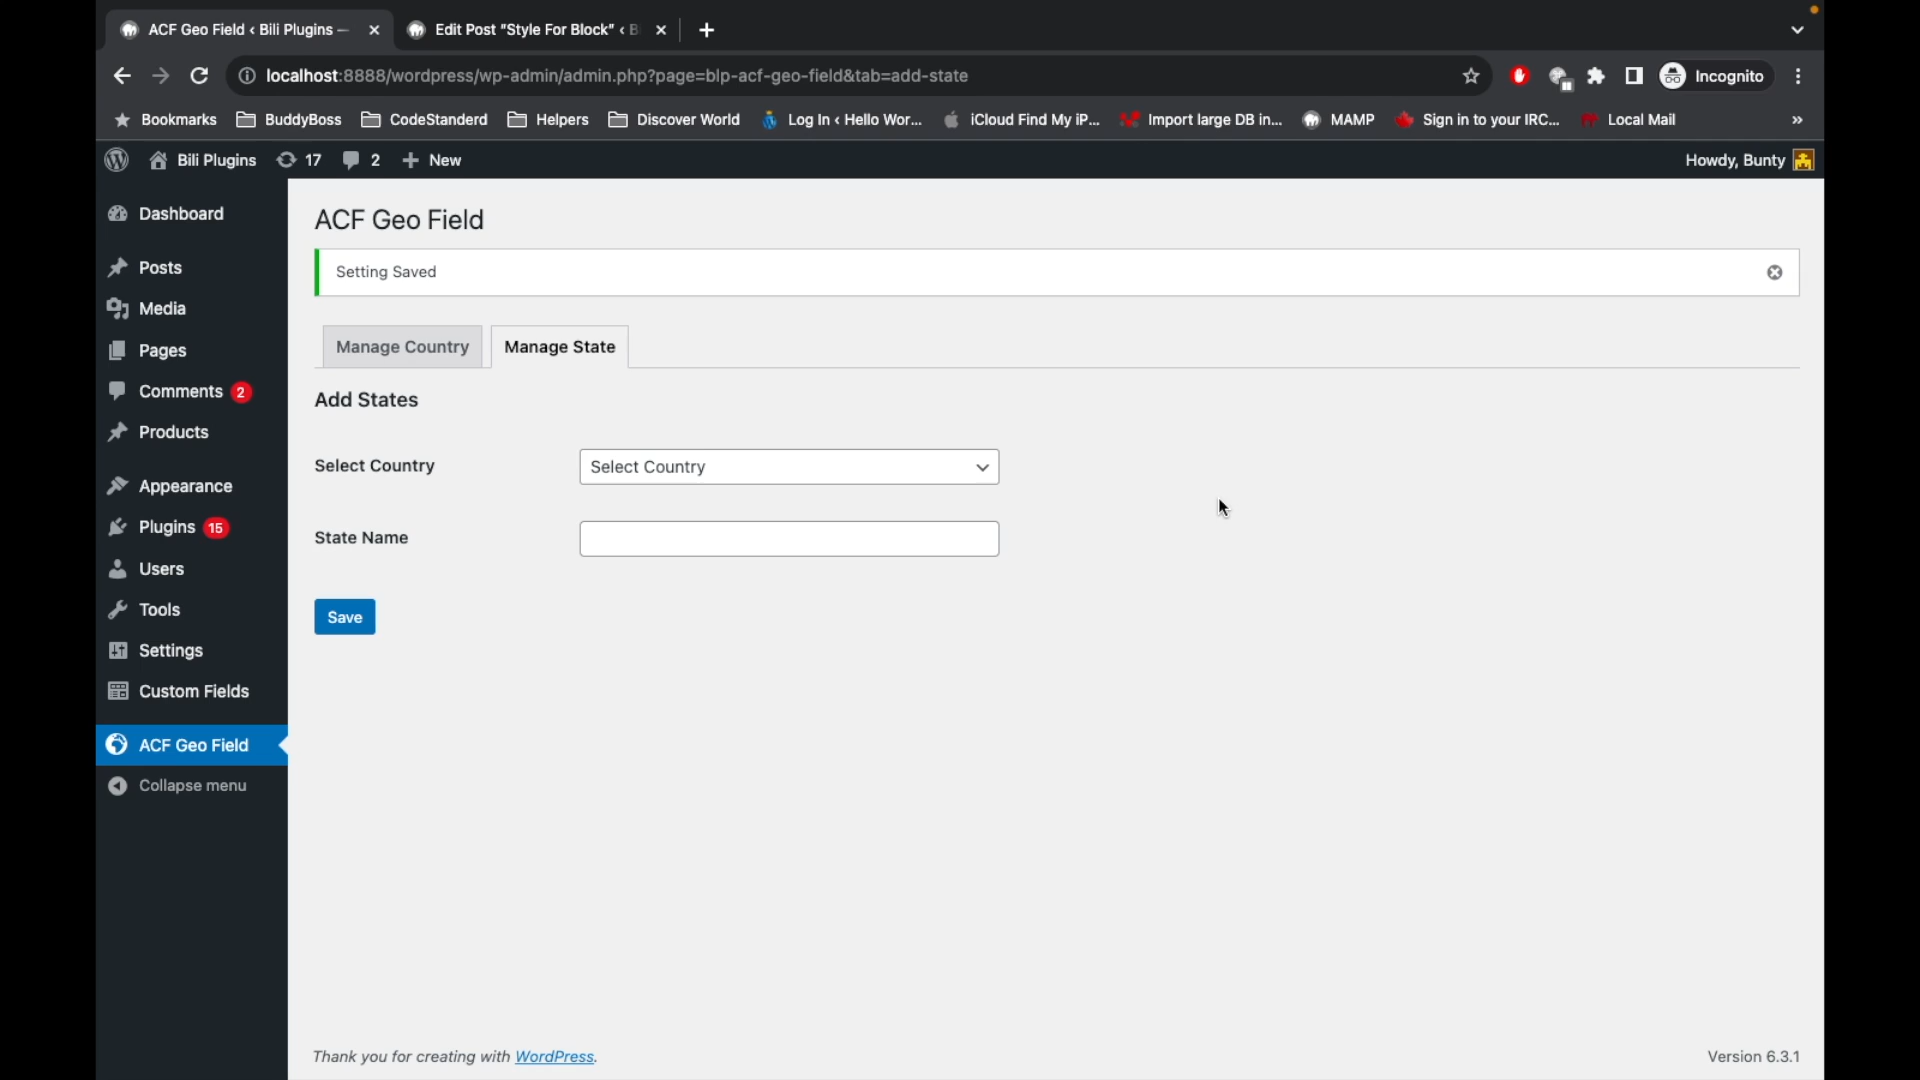 ACF Geo Field ‹ Bili Plugins —
Edit Post “Style For Block” ‹ B
localhost:8888/wordpress/wp-admin/admin.php?page=blp-acf-geo-field&tab=add-state
Incognito
Bookmarks BuddyBoss CodeStanderd Helpers Discover World Log In ‹ Hello Wor... iCloud Find My iP... Import large DB in... MAMP Sign in to your IRC... Local Mail »
Bili Plugins 17 2 New Howdy, Bunty
Dashboard
Posts
Media
Pages
Comments 2
Products
Appearance
Plugins 15
Users
Tools
Settings
Custom Fields
ACF Geo Field
Collapse menu
ACF Geo Field
Setting Saved
Manage Country Manage State
Add States
Select Country Select Country
State Name
Save
Thank you for creating with WordPress. Version 6.3.1